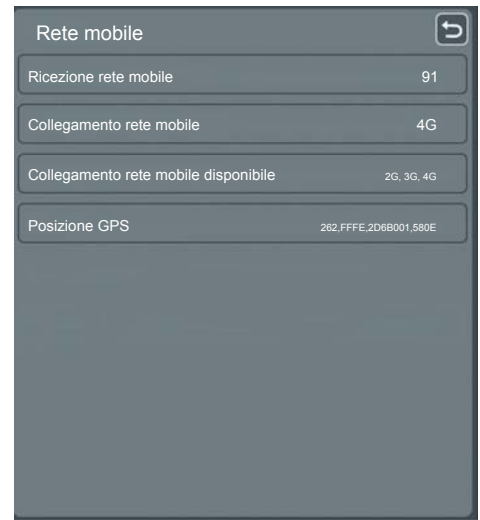 Rete mobile
Ricezione rete mobile 91
Collegamento rete mobile 4G
Collegamento rete mobile disponibile 2G, 3G, 4G
Posizione GPS 262,FFFE,2D6B001,580E